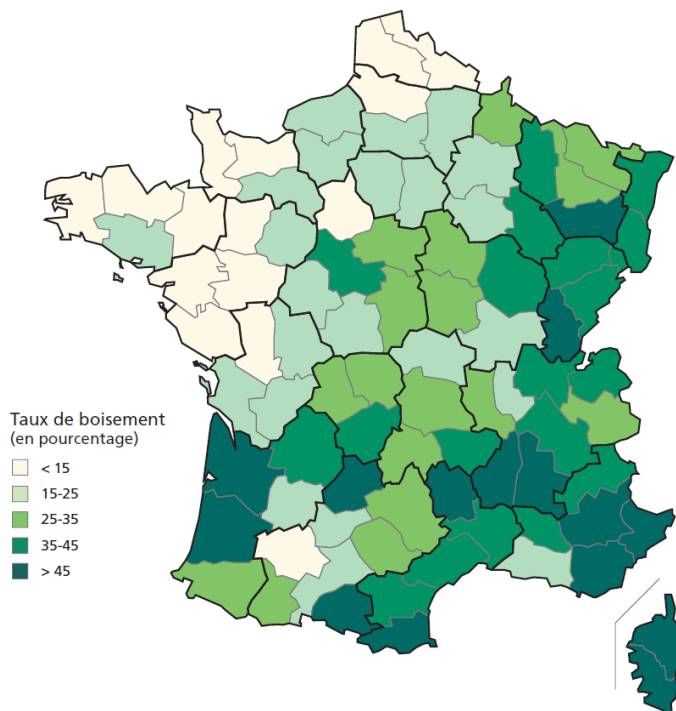 Taux de boisement
(en pourcentage)
< 15
15-25
25-35
35-45
> 45